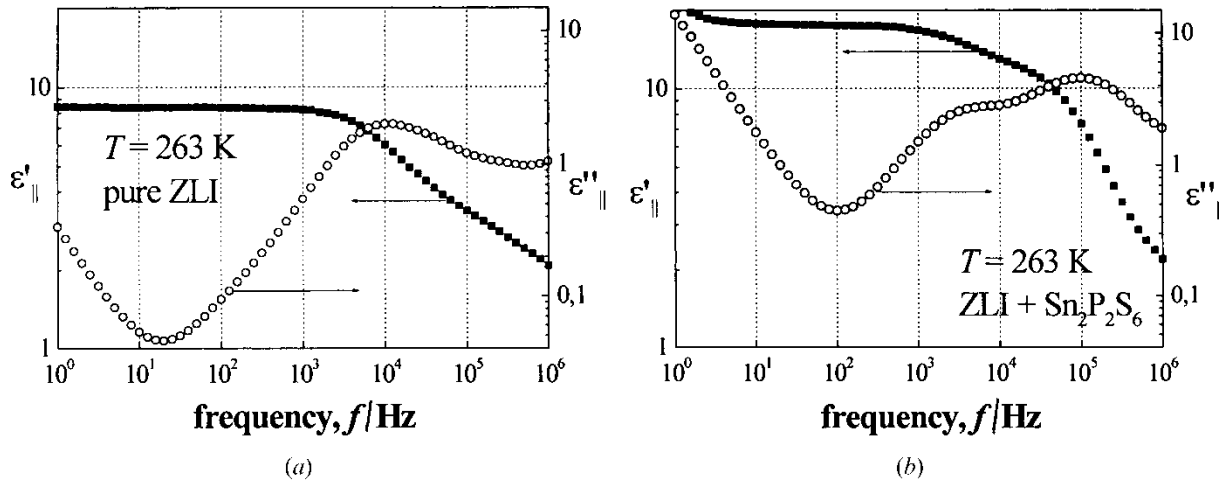 10
1
ε'∥
T = 263 K
pure ZLI
10
1
0,1
ε''∥
10⁰ 10¹ 10² 10³ 10⁴ 10⁵ 10⁶
frequency, f/Hz
(a)
10
1
ε'∥
T = 263 K
ZLI + Sn₂P₂S₆
10
1
0,1
ε''∥
10⁰ 10¹ 10² 10³ 10⁴ 10⁵ 10⁶
frequency, f/Hz
(b)